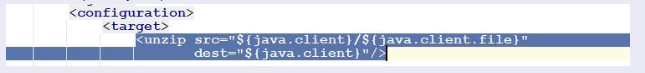 <configuration>
<target>
<unzip src="${java.client}/${java.client.file}"
dest="${java.client}"/>